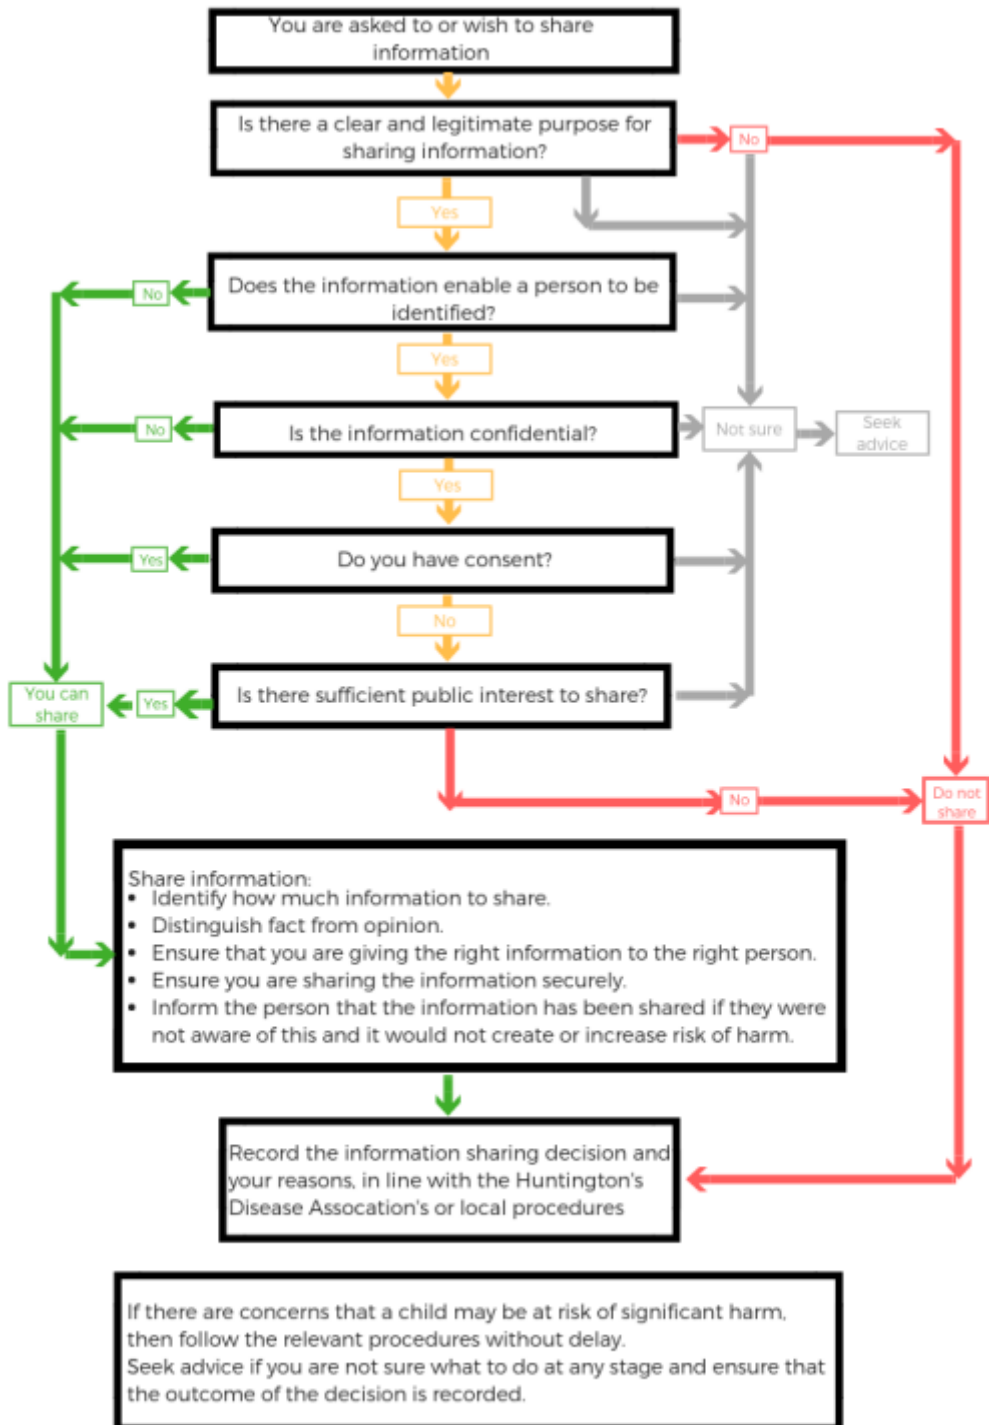 You are asked to or wish to share
information
Is there a clear and legitimate purpose for
sharing information?
No
Yes
Does the information enable a person to be
identified?
No
Yes
Is the information confidential?
No
Not sure
Seek
advice
Yes
Do you have consent?
Yes
No
Is there sufficient public interest to share?
You can
share
Yes
No
Do not
share
Share information:
• Identify how much information to share.
• Distinguish fact from opinion.
• Ensure that you are giving the right information to the right person.
• Ensure you are sharing the information securely.
• Inform the person that the information has been shared if they were
not aware of this and it would not create or increase risk of harm.
Record the information sharing decision and
your reasons, in line with the Huntington's
Disease Assocation's or local procedures
If there are concerns that a child may be at risk of significant harm,
then follow the relevant procedures without delay.
Seek advice if you are not sure what to do at any stage and ensure that
the outcome of the decision is recorded.